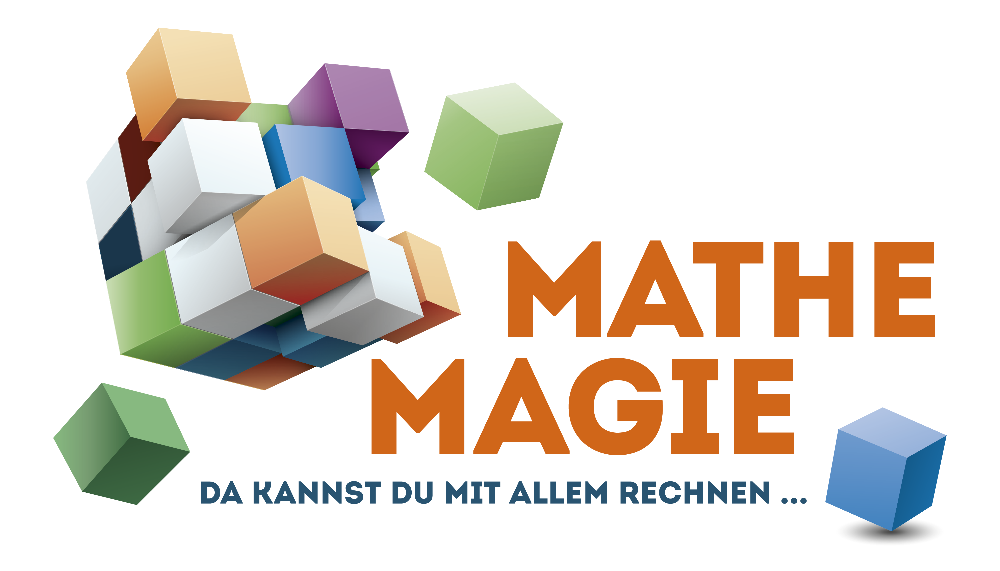 MATHE
MAGIE
DA KANNST DU MIT ALLEM RECHNEN ...